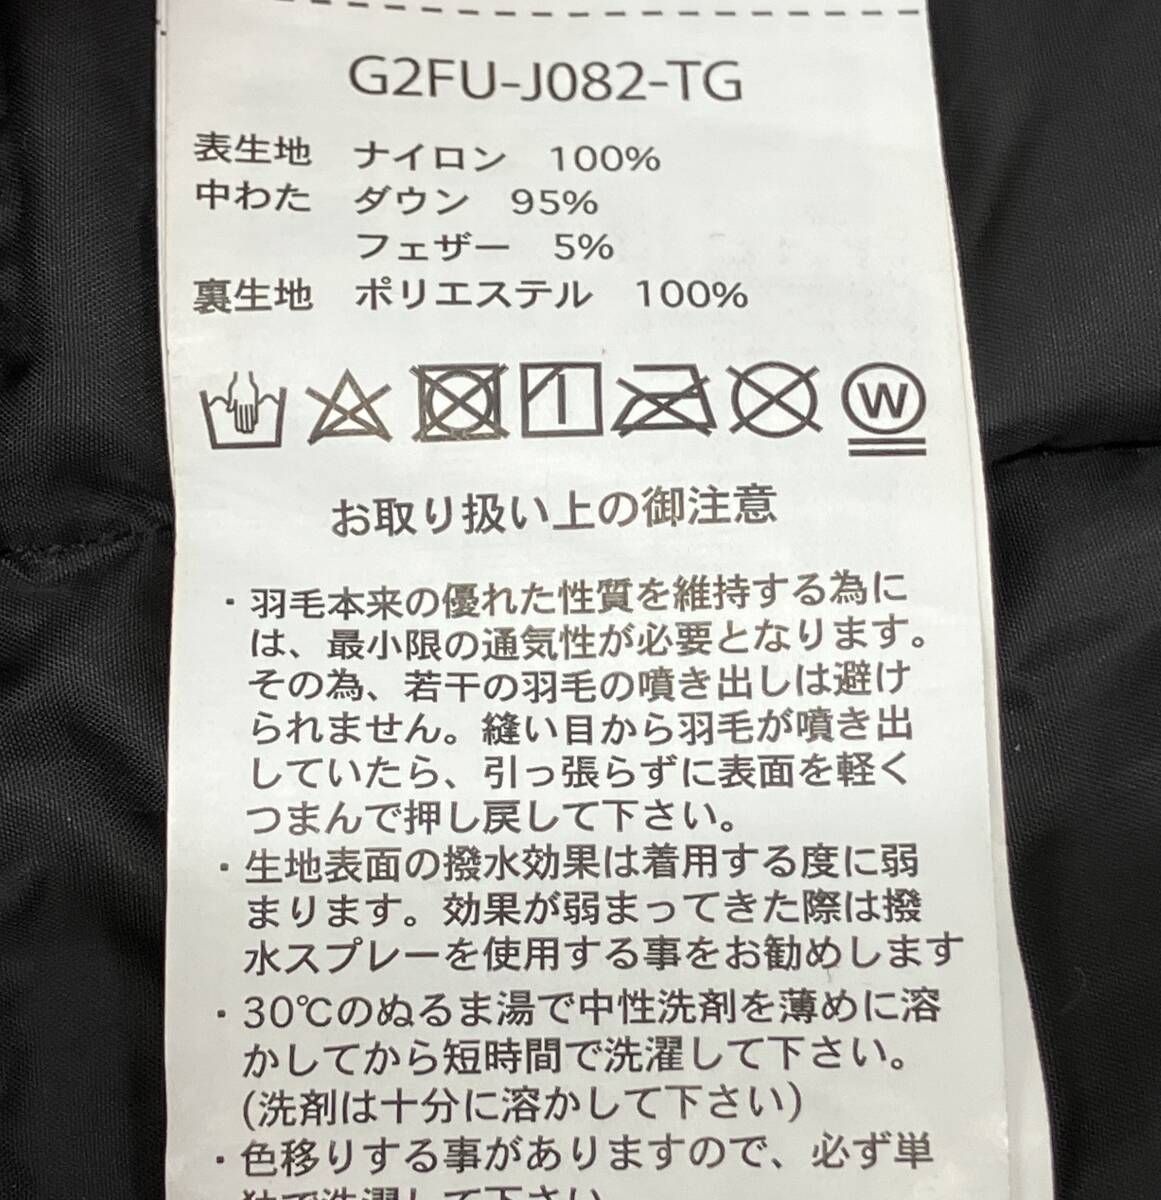 G2FU-J082-TG
表生地 ナイロン 100%
中わた ダウン 95%
フェザー 5%
裏生地 ポリエステル 100%
W
お取り扱い上の御注意
・羽毛本来の優れた性質を維持する為に
は、最小限の通気性が必要となります。
その為、若干の羽毛の噴き出しは避け
られません。縫い目から羽毛が噴き出
していたら、引っ張らずに表面を軽く
つまんで押し戻して下さい。
・生地表面の撥水効果は着用する度に弱
まります。効果が弱まってきた際は撥
水スプレーを使用する事をお勧めします
・30℃のぬるま湯で中性洗剤を薄めに溶
かしてから短時間で洗濯して下さい。
(洗剤は十分に溶かして下さい)
・色移りする事がありますので、必ず単
独で洗濯して下さい。